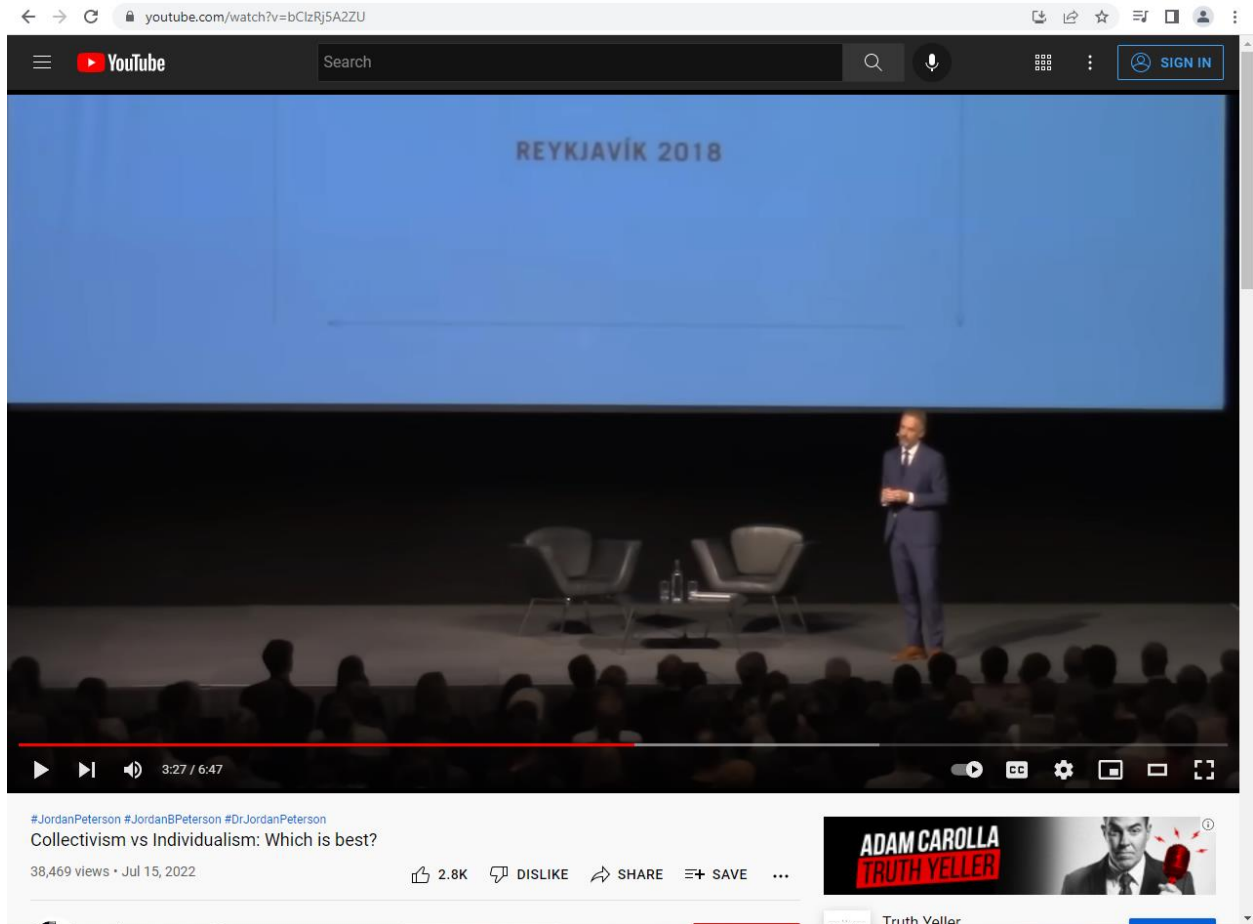 youtube.com/watch?v=bCIzRj5A2ZU
YouTube
Search
SIGN IN
REYKJAVÍK 2018
3:27 / 6:47
CC
#JordanPeterson #JordanBPeterson #DrJordanPeterson
Collectivism vs Individualism: Which is best?
38,469 views • Jul 15, 2022
2.8K
DISLIKE
SHARE
SAVE
ADAM CAROLLA
TRUTH YELLER
Truth Yeller